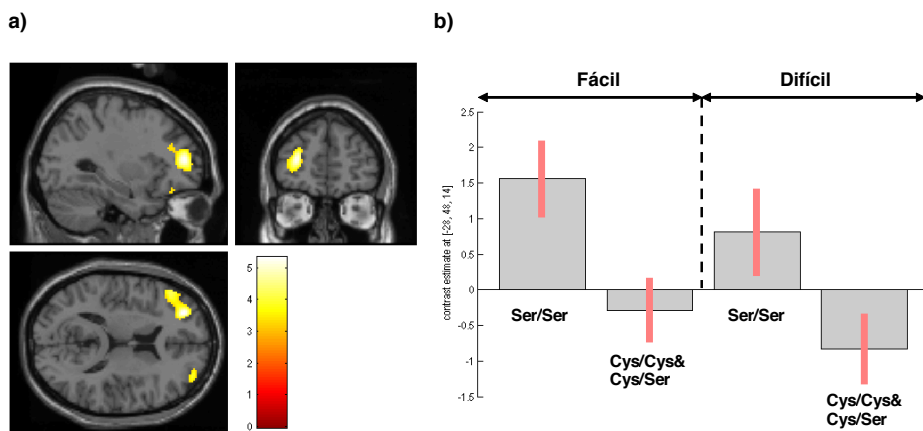 a)
5
4
3
2
1
0
b)
Fácil
Difícil
contrast estimate at [-28, 48, 14]
2.5
2
1.5
1
0.5
0
-0.5
-1
-1.5
Ser/Ser
Cys/Cys&
Cys/Ser
Ser/Ser
Cys/Cys&
Cys/Ser